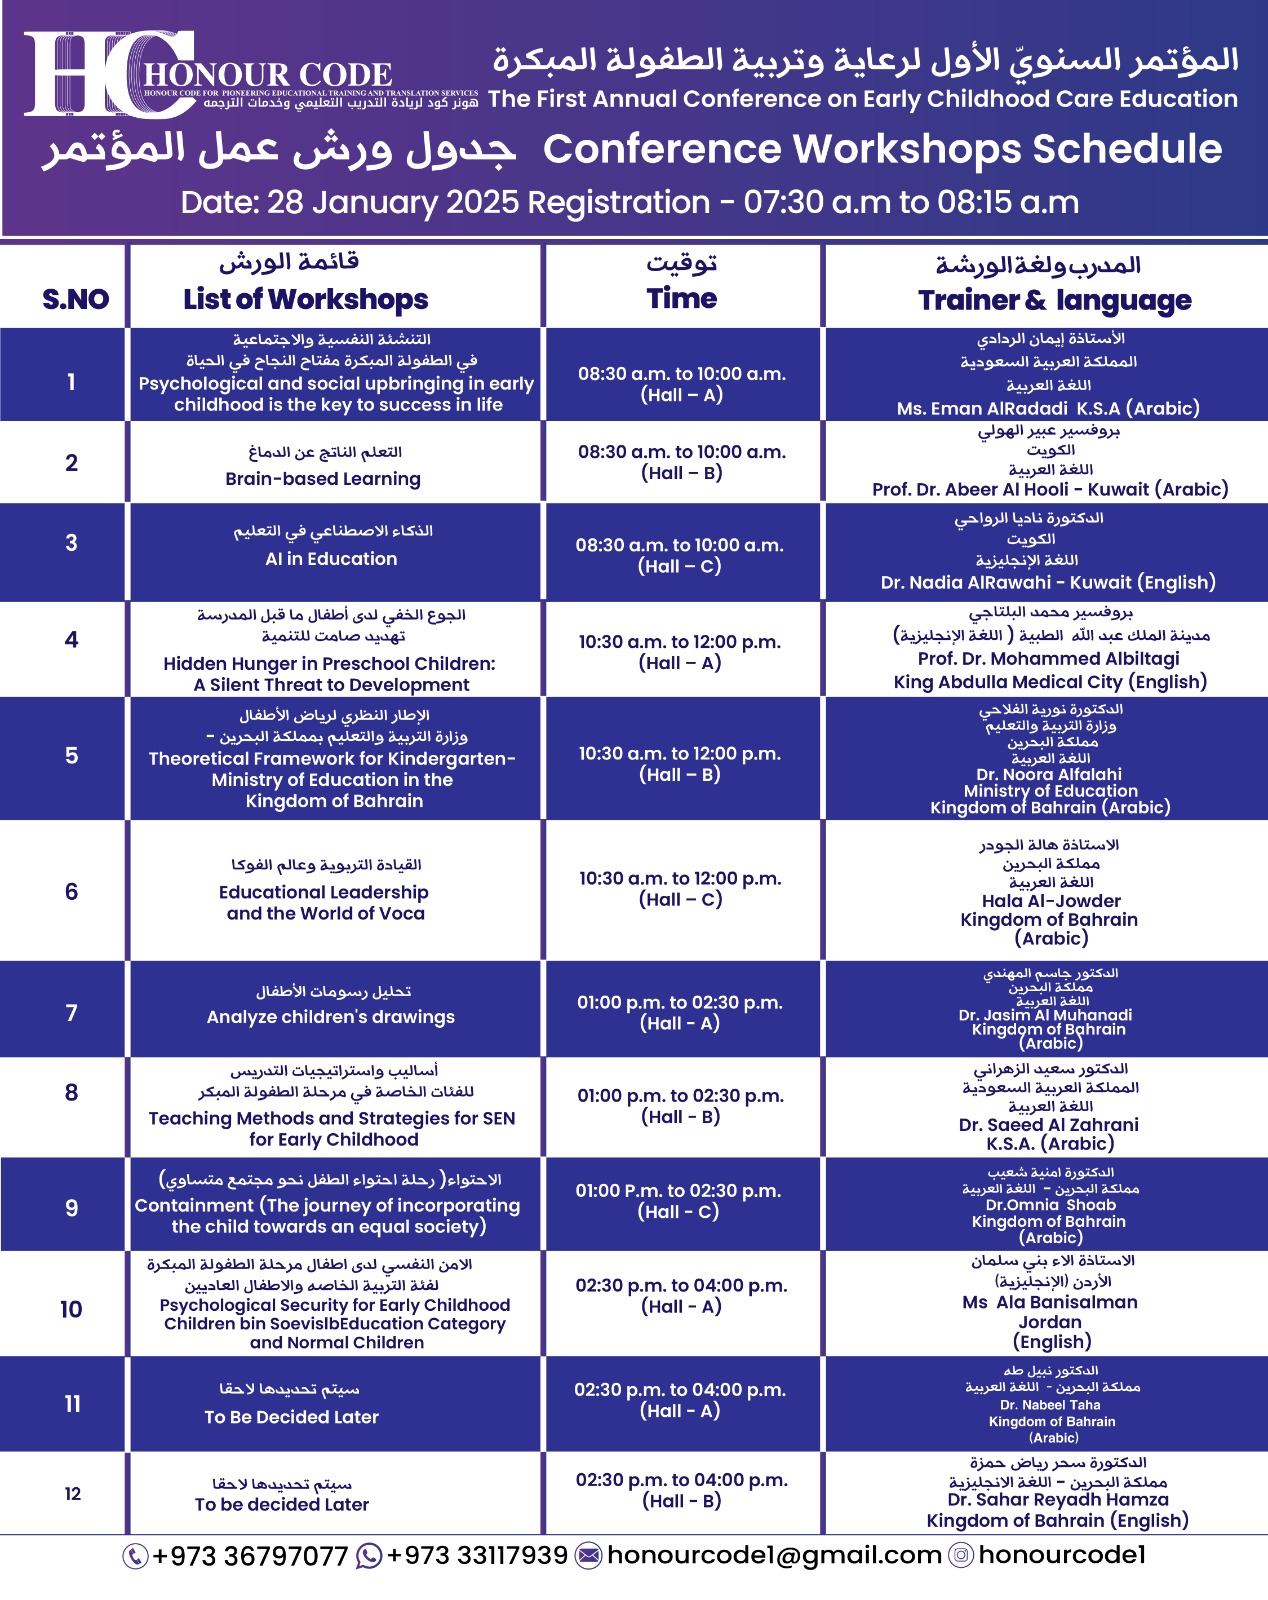 HC HONOUR CODE
HONOUR CODE FOR PIONEERING EDUCATIONAL TRAINING AND TRANSLATION SERVICES
هونر كود لريادة التدريب التعليمي وخدمات الترجمه
المؤتمر السنويّ الأول لرعاية وتربية الطفولة المبكرة
The First Annual Conference on Early Childhood Care Education
جدول ورش عمل المؤتمر Conference Workshops Schedule
Date: 28 January 2025 Registration - 07:30 a.m to 08:15 a.m
S.NO
قائمة الورش
List of Workshops
توقيت
Time
المدرب ولغة الورشة
Trainer & language
1
التنشئة النفسية والاجتماعية
في الطفولة المبكرة مفتاح النجاح في الحياة
Psychological and social upbringing in early
childhood is the key to success in life
08:30 a.m. to 10:00 a.m.
(Hall – A)
الأستاذة إيمان الردادي
المملكة العربية السعودية
اللغة العربية
Ms. Eman AlRadadi K.S.A (Arabic)
2
التعلم الناتج عن الدماغ
Brain-based Learning
08:30 a.m. to 10:00 a.m.
(Hall – B)
بروفسير عبير الهولي
الكويت
اللغة العربية
Prof. Dr. Abeer Al Hooli - Kuwait (Arabic)
3
الذكاء الاصطناعي في التعليم
AI in Education
08:30 a.m. to 10:00 a.m.
(Hall – C)
الدكتورة ناديا الرواحي
الكويت
اللغة الإنجليزية
Dr. Nadia AlRawahi - Kuwait (English)
4
الجوع الخفي لدى أطفال ما قبل المدرسة
تهديد صامت للتنمية
Hidden Hunger in Preschool Children:
A Silent Threat to Development
10:30 a.m. to 12:00 p.m.
(Hall – A)
بروفسير محمد البلتاجي
مدينة الملك عبد الله الطبية ( اللغة الإنجليزية)
Prof. Dr. Mohammed Albiltagi
King Abdulla Medical City (English)
5
الإطار النظري لرياض الأطفال
وزارة التربية والتعليم بمملكة البحرين -
Theoretical Framework for Kindergarten-
Ministry of Education in the
Kingdom of Bahrain
10:30 a.m. to 12:00 p.m.
(Hall – B)
الدكتورة نورية الفلاحي
وزارة التربية والتعليم
مملكة البحرين
اللغة العربية
Dr. Noora Alfalahi
Ministry of Education
Kingdom of Bahrain (Arabic)
6
القيادة التربوية وعالم الفوكا
Educational Leadership
and the World of Voca
10:30 a.m. to 12:00 p.m.
(Hall – C)
الاستاذة هالة الجودر
مملكة البحرين
اللغة العربية
Hala Al-Jowder
Kingdom of Bahrain
(Arabic)
7
تحليل رسومات الأطفال
Analyze children's drawings
01:00 p.m. to 02:30 p.m.
(Hall - A)
الدكتور جاسم المهندي
مملكة البحرين
اللغة العربية
Dr. Jasim Al Muhanadi
Kingdom of Bahrain
(Arabic)
8
أساليب واستراتيجيات التدريس
للفئات الخاصة في مرحلة الطفولة المبكر
Teaching Methods and Strategies for SEN
for Early Childhood
01:00 p.m. to 02:30 p.m.
(Hall - B)
الدكتور سعيد الزهراني
المملكة العربية السعودية
اللغة العربية
Dr. Saeed Al Zahrani
K.S.A. (Arabic)
9
الاحتواء( رحلة احتواء الطفل نحو مجتمع متساوي)
Containment (The journey of incorporating
the child towards an equal society)
01:00 P.m. to 02:30 p.m.
(Hall - C)
الدكتورة امنية شعيب
مملكة البحرين - اللغة العربية
Dr.Omnia Shoab
Kingdom of Bahrain
(Arabic)
10
الامن النفسي لدى اطفال مرحلة الطفولة المبكرة
لفئة التربية الخاصه والاطفال العاديين
Psychological Security for Early Childhood
Children bin SoevislbEducation Category
and Normal Children
02:30 p.m. to 04:00 p.m.
(Hall - A)
الاستاذة الاء بني سلمان
الأردن (الإنجليزية)
Ms Ala Banisalman
Jordan
(English)
11
سيتم تحديدها لاحقا
To Be Decided Later
02:30 p.m. to 04:00 p.m.
(Hall - A)
الدكتور نبيل طه
مملكة البحرين - اللغة العربية
Dr. Nabeel Taha
Kingdom of Bahrain
(Arabic)
12
سيتم تحديدها لاحقا
To be decided Later
02:30 p.m. to 04:00 p.m.
(Hall - B)
الدكتورة سحر رياض حمزة
مملكة البحرين - اللغة الانجليزية
Dr. Sahar Reyadh Hamza
Kingdom of Bahrain (English)
+973 36797077 +973 33117939 honourcode1@gmail.com honourcode1